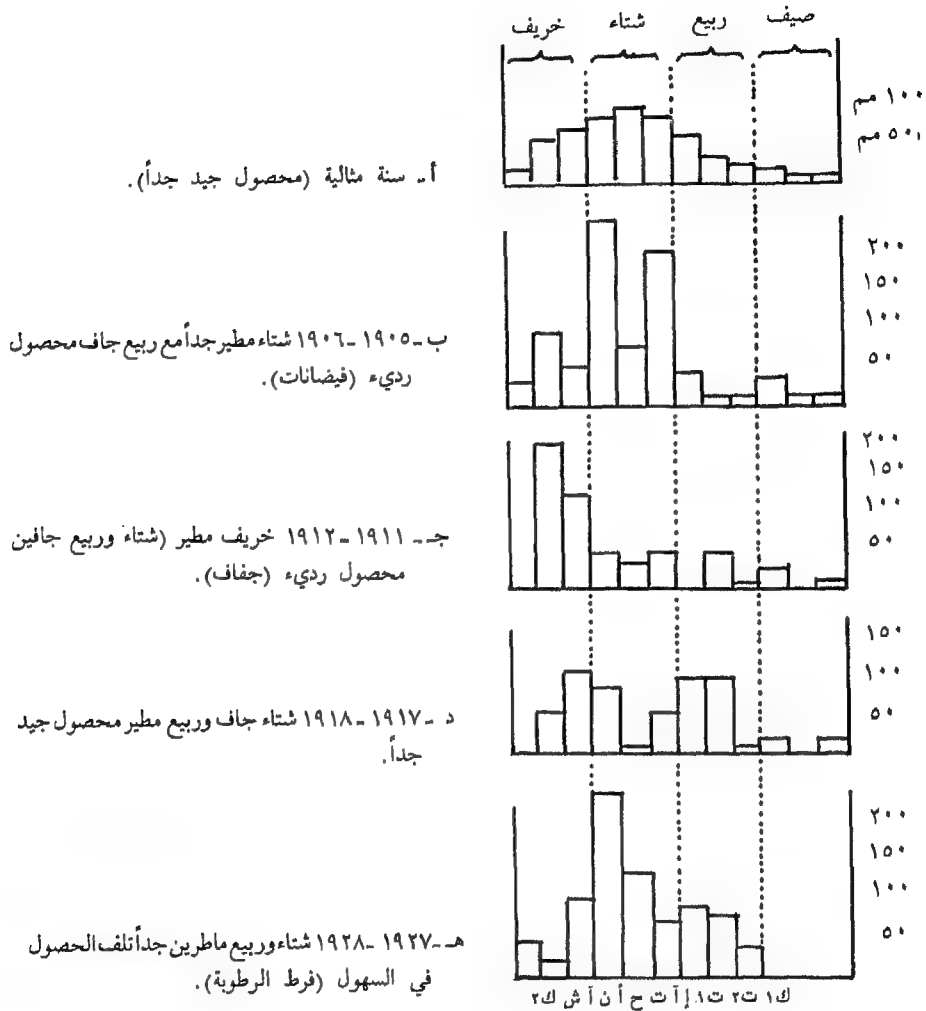 صيف
ربيع
شتاء
خريف
١٠٠ مم
٥٠ مم
أ ـ سنة مثالية (محصول جيد جداً).
٢٠٠
١٥٠
١٠٠
٥٠
ب ـ ١٩٠٥ ـ ١٩٠٦ شتاء مطير جداً مع ربيع جاف محصول
رديء (فيضانات).
٢٠٠
١٥٠
١٠٠
٥٠
جـ ـ ١٩١١ ـ ١٩١٢ خريف مطير (شتاء وربيع جافين
محصول رديء (جفاف).
١٥٠
١٠٠
٥٠
د ـ ١٩١٧ ـ ١٩١٨ شتاء جاف وربيع مطير محصول جيد
جداً.
٢٠٠
١٥٠
١٠٠
٥٠
هـ ـ ١٩٢٧ ـ ١٩٢٨ شتاء وربيع ماطرين جداً تلف الحصول
في السهول (فرط الرطوبة).
ك١ ت٢ ت١ إ آ ت ح أ ن آ ش ك٢